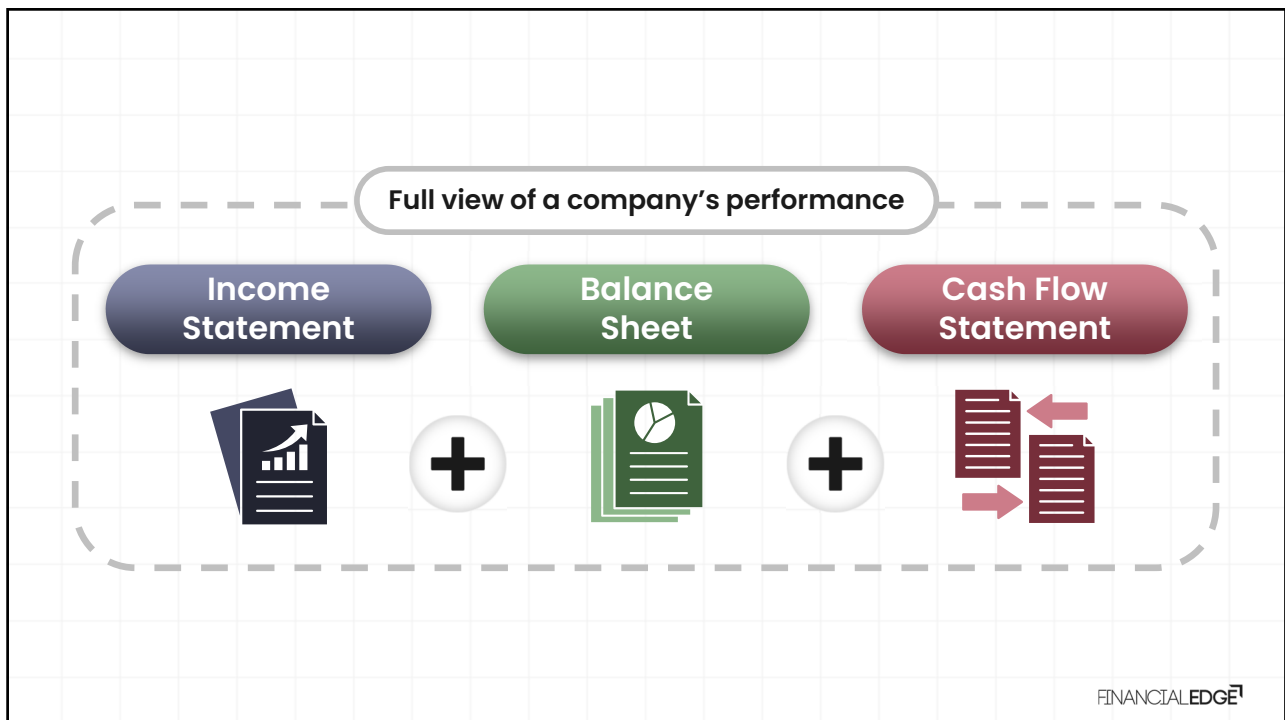 Full view of a company’s performance
Income
Statement
Balance
Sheet
Cash Flow
Statement
FINANCIALEDGE